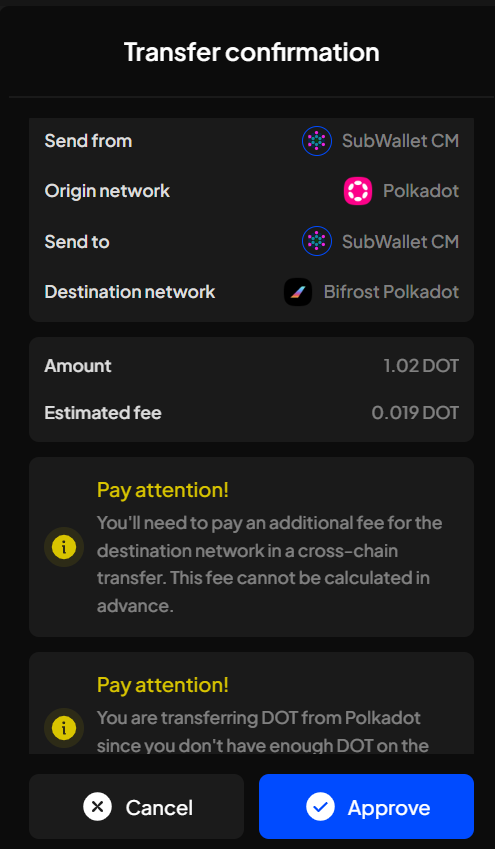 Transfer confirmation
Send from SubWallet CM
Origin network Polkadot
Send to SubWallet CM
Destination network Bifrost Polkadot
Amount 1.02 DOT
Estimated fee 0.019 DOT
Pay attention!
You'll need to pay an additional fee for the
destination network in a cross-chain
transfer. This fee cannot be calculated in
advance.
Pay attention!
You are transferring DOT from Polkadot
since you don't have enough DOT on the
Cancel Approve